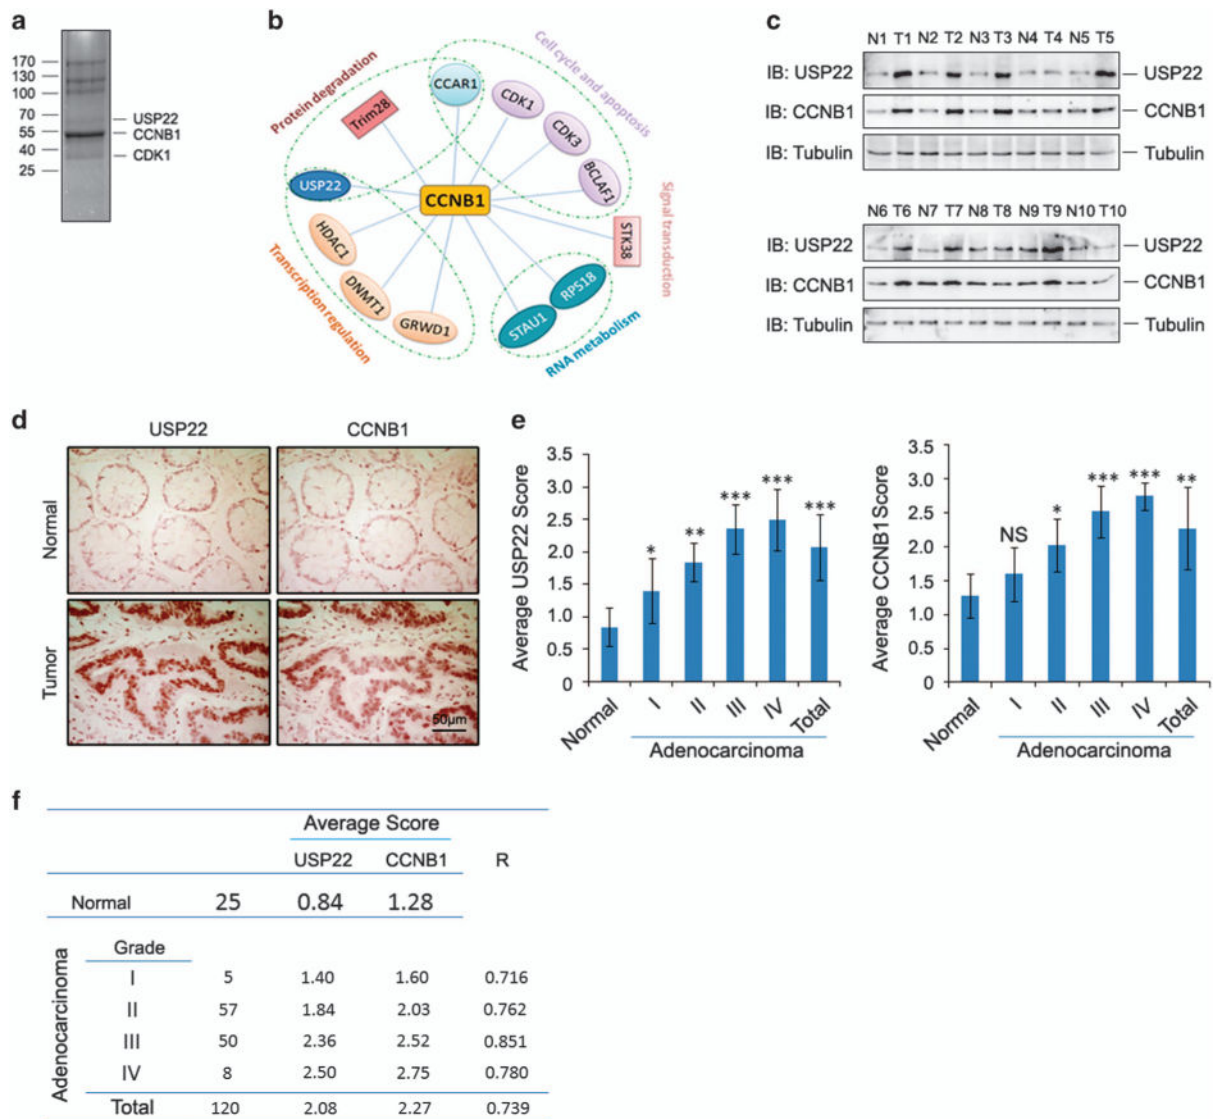 a
170
130
100
70
55
40
25
USP22
CCNB1
CDK1
b
Protein degradation
Cell cycle and apoptosis
Signal transduction
RNA metabolism
Transcription regulation
CCAR1
Trim28
CDK1
CDK3
BCLAF1
USP22
CCNB1
HDAC1
STK38
DNMT1
RPS18
GRWD1
STAU1
c
N1 T1 N2 T2 N3 T3 N4 T4 N5 T5
IB: USP22 USP22
IB: CCNB1 CCNB1
IB: Tubulin Tubulin
N6 T6 N7 T7 N8 T8 N9 T9 N10 T10
IB: USP22 USP22
IB: CCNB1 CCNB1
IB: Tubulin Tubulin
d
USP22 CCNB1
Normal
Tumor
50μm
e
Average USP22 Score
3.5
3.0
2.5
2.0
1.5
1.0
0.5
0
* ** *** *** ***
Normal I II III IV Total
Adenocarcinoma
Average CCNB1Score
3.5
3.0
2.5
2.0
1.5
1.0
0.5
0
NS * *** *** **
Normal I II III IV Total
Adenocarcinoma
f
Average Score
USP22 CCNB1 R
Normal 25 0.84 1.28
Adenocarcinoma
Grade
I 5 1.40 1.60 0.716
II 57 1.84 2.03 0.762
III 50 2.36 2.52 0.851
IV 8 2.50 2.75 0.780
Total 120 2.08 2.27 0.739